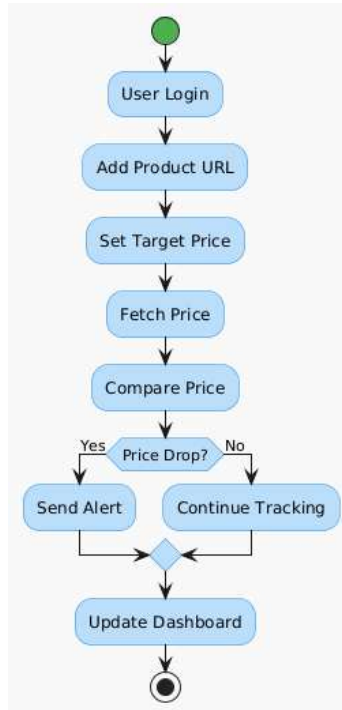 User Login
Add Product URL
Set Target Price
Fetch Price
Compare Price
Yes
Price Drop?
No
Send Alert
Continue Tracking
Update Dashboard